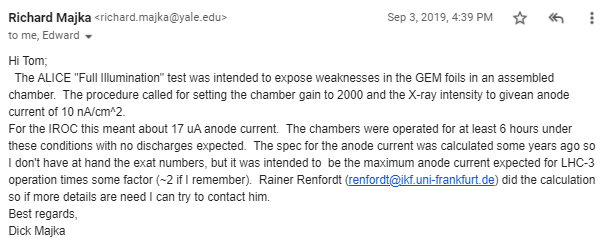 Richard Majka <richard.majka@yale.edu> Sep 3, 2019, 4:39 PM
to me, Edward
Hi Tom;
The ALICE "Full Illumination" test was intended to expose weaknesses in the GEM foils in an assembled
chamber. The procedure called for setting the chamber gain to 2000 and the X-ray intensity to givean anode
current of 10 nA/cm^2.
For the IROC this meant about 17 uA anode current. The chambers were operated for at least 6 hours under
these conditions with no discharges expected. The spec for the anode current was calculated some years ago so
I don't have at hand the exat numbers, but it was intended to be the maximum anode current expected for LHC-3
operation times some factor (~2 if I remember). Rainer Renfordt (renfordt@ikf.uni-frankfurt.de) did the calculation
so if more details are need I can try to contact him.
Best regards,
Dick Majka